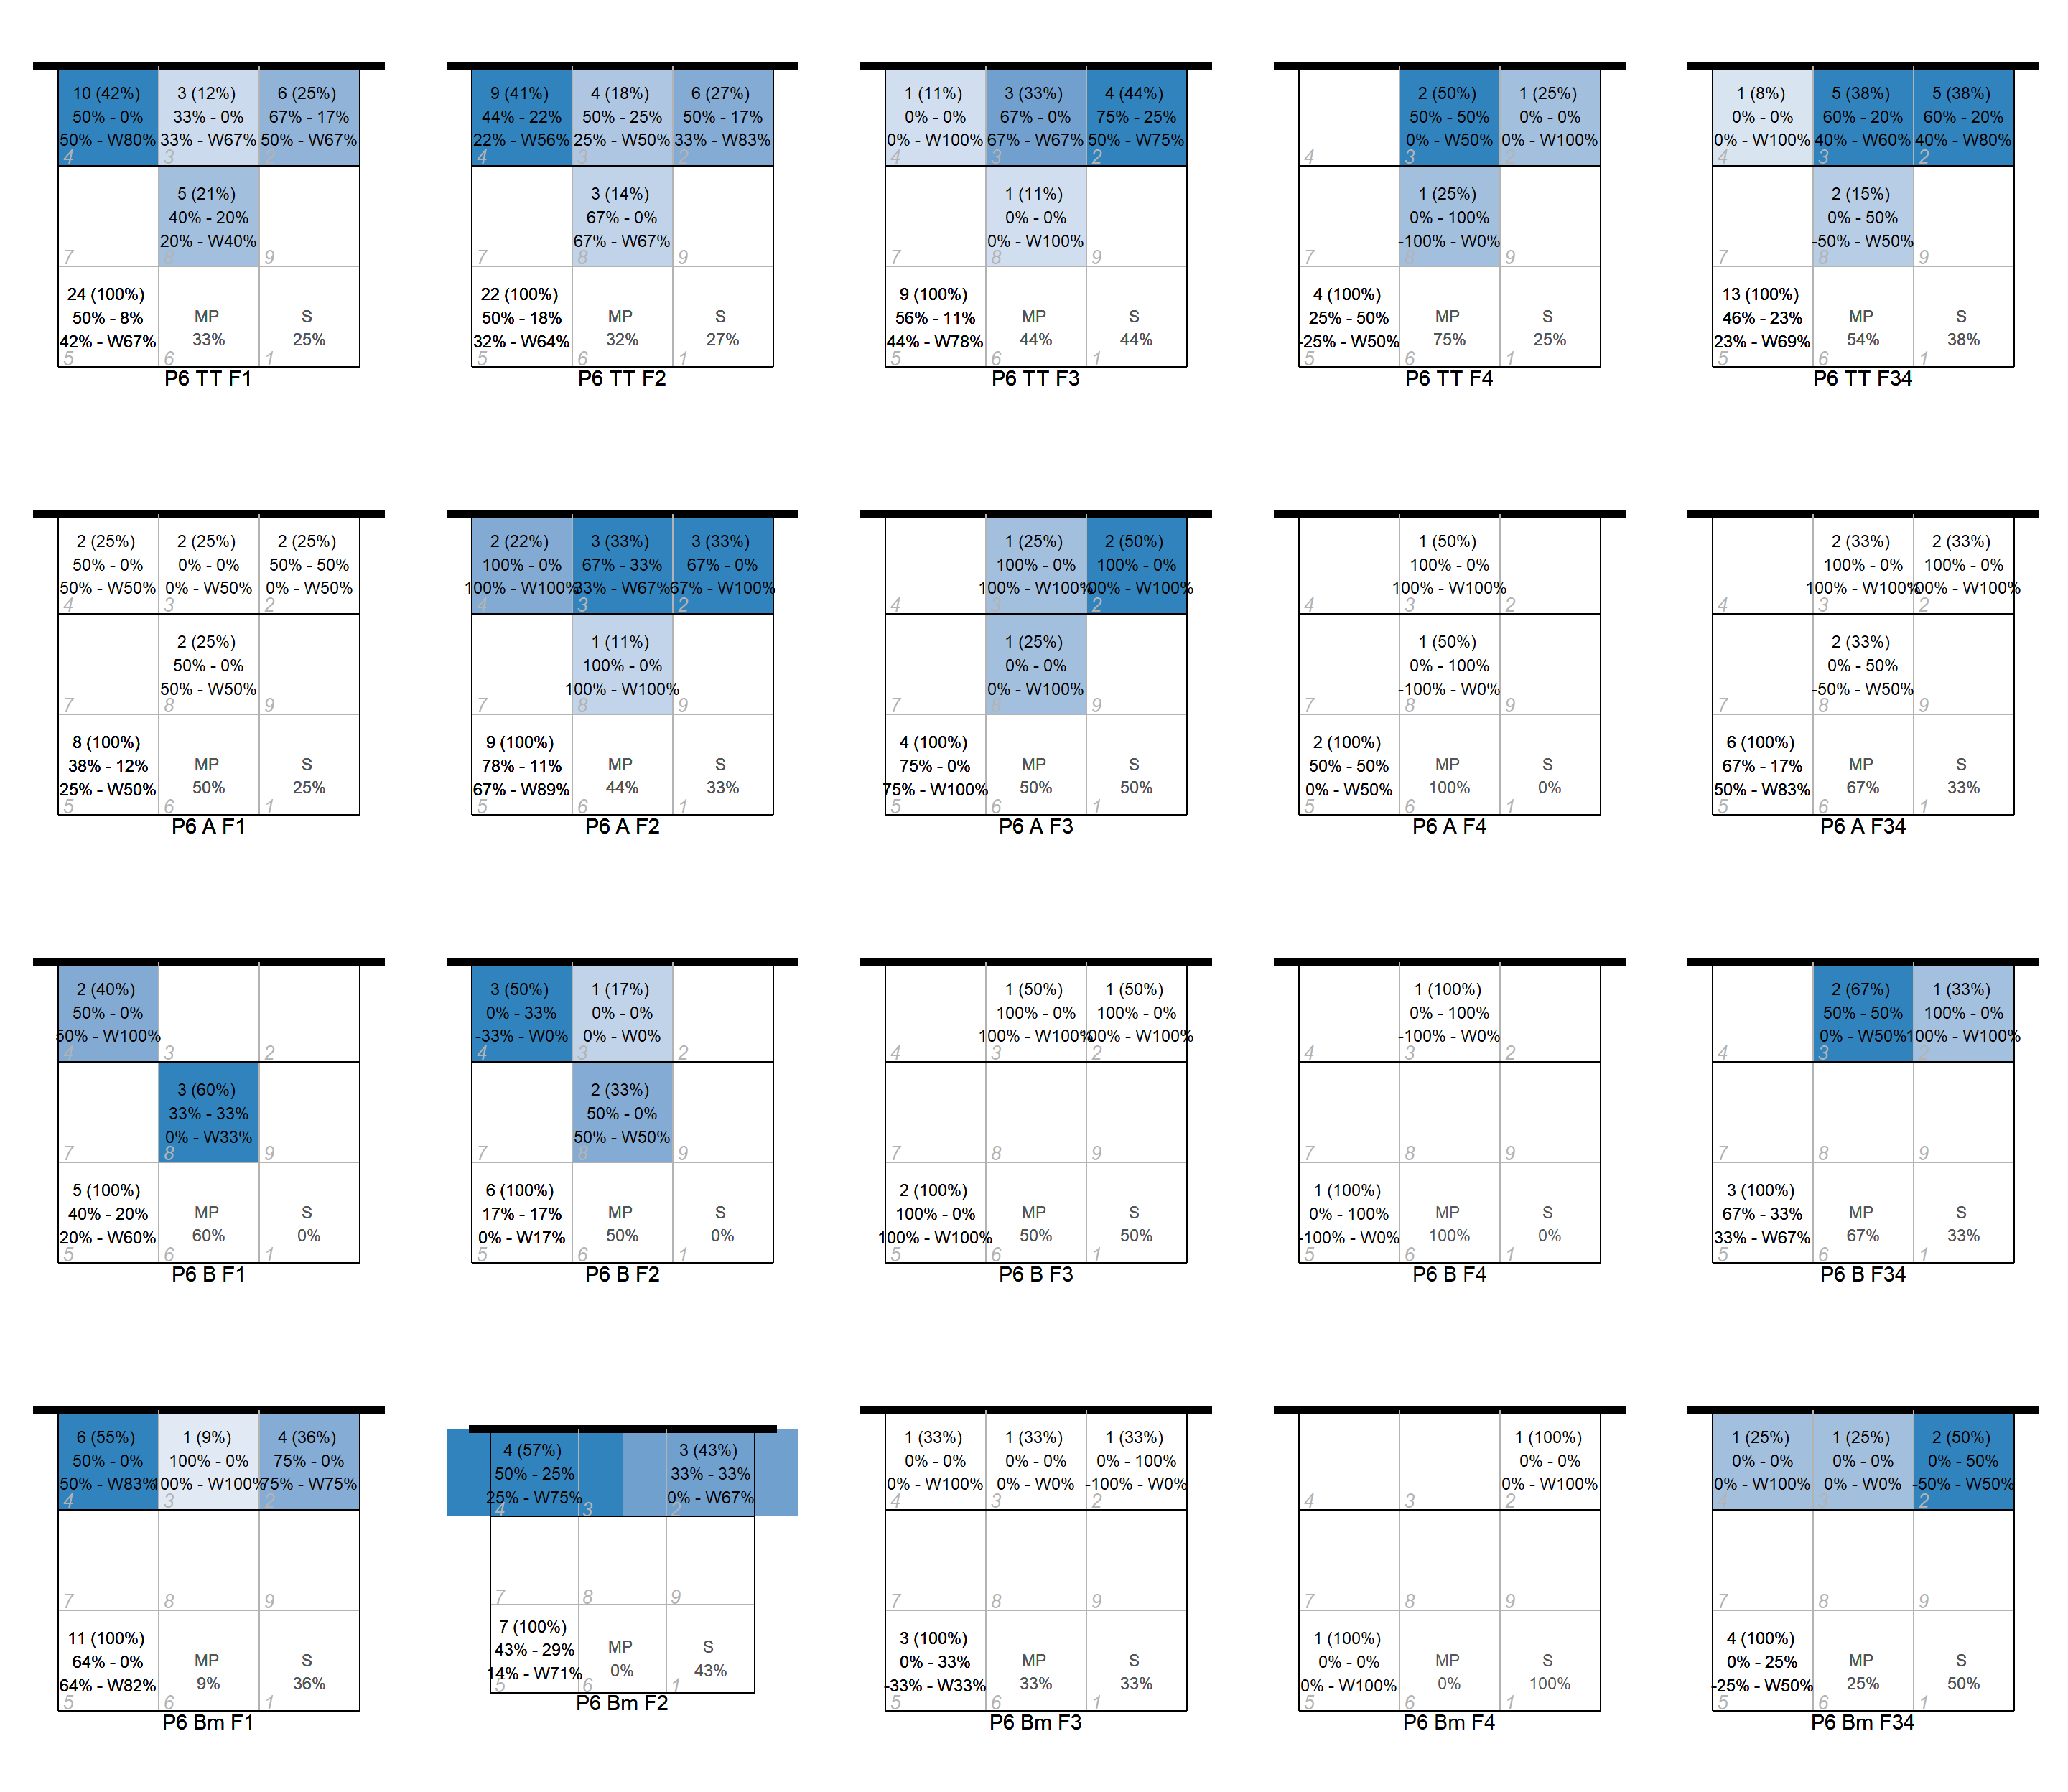 10 (42%)
50% - 0%
50% - W80%
4
3 (12%)
33% - 0%
33% - W67%
3
6 (25%)
67% - 17%
50% - W67%
2
7
5 (21%)
40% - 20%
20% - W40%
8
9
24 (100%)
50% - 8%
42% - W67%
5
MP
33%
6
S
25%
1
P6 TT F1
9 (41%)
44% - 22%
22% - W56%
4
4 (18%)
50% - 25%
25% - W50%
3
6 (27%)
50% - 17%
33% - W83%
2
7
3 (14%)
67% - 0%
67% - W67%
8
9
22 (100%)
50% - 18%
32% - W64%
5
MP
32%
6
S
27%
1
P6 TT F2
1 (11%)
0% - 0%
0% - W100%
4
3 (33%)
67% - 0%
67% - W67%
3
4 (44%)
75% - 25%
50% - W75%
2
7
1 (11%)
0% - 0%
0% - W100%
8
9
9 (100%)
56% - 11%
44% - W78%
5
MP
44%
6
S
44%
1
P6 TT F3
4
2 (50%)
50% - 50%
0% - W50%
3
1 (25%)
0% - 0%
0% - W100%
2
7
1 (25%)
0% - 100%
-100% - W0%
8
9
4 (100%)
25% - 50%
-25% - W50%
5
MP
75%
6
S
25%
1
P6 TT F4
1 (8%)
0% - 0%
0% - W100%
4
5 (38%)
60% - 20%
40% - W60%
3
5 (38%)
60% - 20%
40% - W80%
2
7
2 (15%)
0% - 50%
-50% - W50%
8
9
13 (100%)
46% - 23%
23% - W69%
5
MP
54%
6
S
38%
1
P6 TT F34
2 (25%)
50% - 0%
50% - W50%
4
2 (25%)
0% - 0%
0% - W50%
3
2 (25%)
50% - 50%
0% - W50%
2
7
2 (25%)
50% - 0%
50% - W50%
8
9
8 (100%)
38% - 12%
25% - W50%
5
MP
50%
6
S
25%
1
P6 A F1
2 (22%)
100% - 0%
100% - W100%
4
3 (33%)
67% - 33%
33% - W67%
3
3 (33%)
67% - 0%
67% - W100%
2
7
1 (11%)
100% - 0%
100% - W100%
8
9
9 (100%)
78% - 11%
67% - W89%
5
MP
44%
6
S
33%
1
P6 A F2
4
1 (25%)
100% - 0%
100% - W100%
3
2 (50%)
100% - 0%
100% - W100%
2
7
1 (25%)
0% - 0%
0% - W100%
8
9
4 (100%)
75% - 0%
75% - W100%
5
MP
50%
6
S
50%
1
P6 A F3
4
1 (50%)
100% - 0%
100% - W100%
3
2
7
1 (50%)
0% - 100%
-100% - W0%
8
9
2 (100%)
50% - 50%
0% - W50%
5
MP
100%
6
S
0%
1
P6 A F4
4
2 (33%)
100% - 0%
100% - W100%
3
2 (33%)
100% - 0%
100% - W100%
2
7
2 (33%)
0% - 50%
-50% - W50%
8
9
6 (100%)
67% - 17%
50% - W83%
5
MP
67%
6
S
33%
1
P6 A F34
2 (40%)
50% - 0%
50% - W100%
4
3
2
7
3 (60%)
33% - 33%
0% - W33%
8
9
5 (100%)
40% - 20%
20% - W60%
5
MP
60%
6
S
0%
1
P6 B F1
3 (50%)
0% - 33%
-33% - W0%
4
1 (17%)
0% - 0%
0% - W0%
3
2
7
2 (33%)
50% - 0%
50% - W50%
8
9
6 (100%)
17% - 17%
0% - W17%
5
MP
50%
6
S
0%
1
P6 B F2
4
1 (50%)
100% - 0%
100% - W100%
3
1 (50%)
100% - 0%
100% - W100%
2
7
8
9
2 (100%)
100% - 0%
100% - W100%
5
MP
50%
6
S
50%
1
P6 B F3
4
1 (100%)
0% - 100%
-100% - W0%
3
2
7
8
9
1 (100%)
0% - 100%
-100% - W0%
5
MP
100%
6
S
0%
1
P6 B F4
4
2 (67%)
50% - 50%
0% - W50%
3
1 (33%)
100% - 0%
100% - W100%
2
7
8
9
3 (100%)
67% - 33%
33% - W67%
5
MP
67%
6
S
33%
1
P6 B F34
6 (55%)
50% - 0%
50% - W83%
4
1 (9%)
100% - 0%
100% - W100%
3
4 (36%)
75% - 0%
75% - W75%
2
7
8
9
11 (100%)
64% - 0%
64% - W82%
5
MP
9%
6
S
36%
1
P6 Bm F1
4 (57%)
50% - 25%
25% - W75%
4
3
3 (43%)
33% - 33%
0% - W67%
2
7
8
9
7 (100%)
43% - 29%
14% - W71%
5
MP
0%
6
S
43%
1
P6 Bm F2
1 (33%)
0% - 0%
0% - W100%
4
1 (33%)
0% - 0%
0% - W0%
3
1 (33%)
0% - 100%
-100% - W0%
2
7
8
9
3 (100%)
0% - 33%
-33% - W33%
5
MP
33%
6
S
33%
1
P6 Bm F3
4
3
1 (100%)
0% - 0%
0% - W100%
2
7
8
9
1 (100%)
0% - 0%
0% - W100%
5
MP
0%
6
S
100%
1
P6 Bm F4
1 (25%)
0% - 0%
0% - W100%
4
1 (25%)
0% - 0%
0% - W0%
3
2 (50%)
0% - 50%
-50% - W50%
2
7
8
9
4 (100%)
0% - 25%
-25% - W50%
5
MP
25%
6
S
50%
1
P6 Bm F34